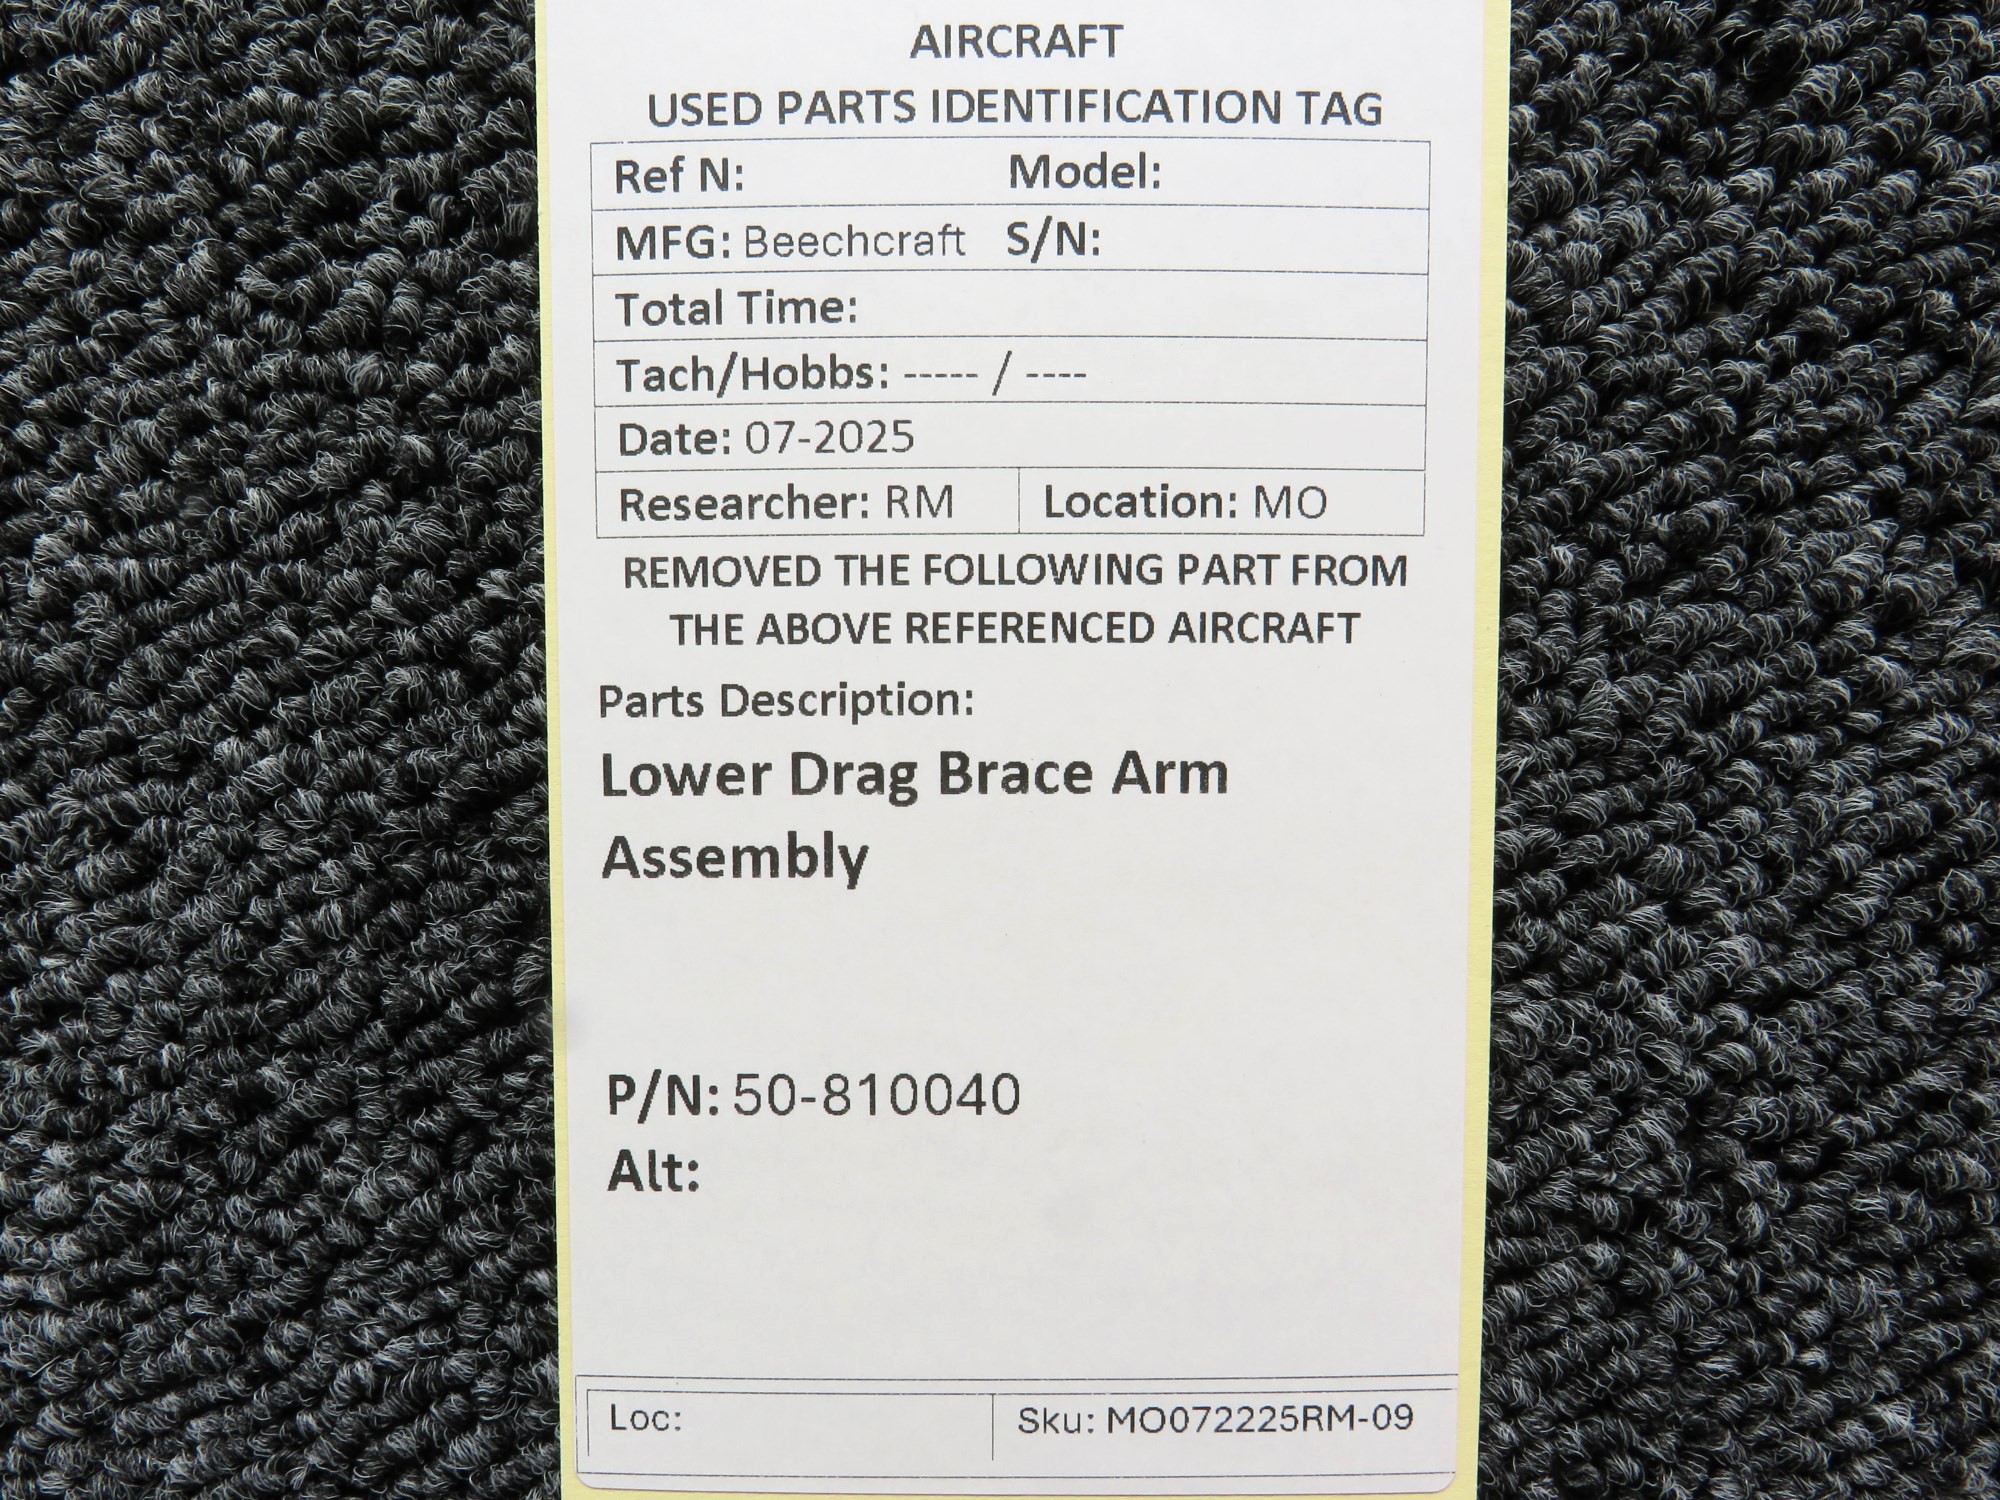 AIRCRAFT
USED PARTS IDENTIFICATION TAG
Ref N: Model:
MFG: Beechcraft S/N:
Total Time:
Tach/Hobbs: ----- / ----
Date: 07-2025
Researcher: RM Location: MO
REMOVED THE FOLLOWING PART FROM
THE ABOVE REFERENCED AIRCRAFT
Parts Description:
Lower Drag Brace Arm
Assembly
P/N: 50-810040
Alt:
Loc: Sku: MO072225RM-09